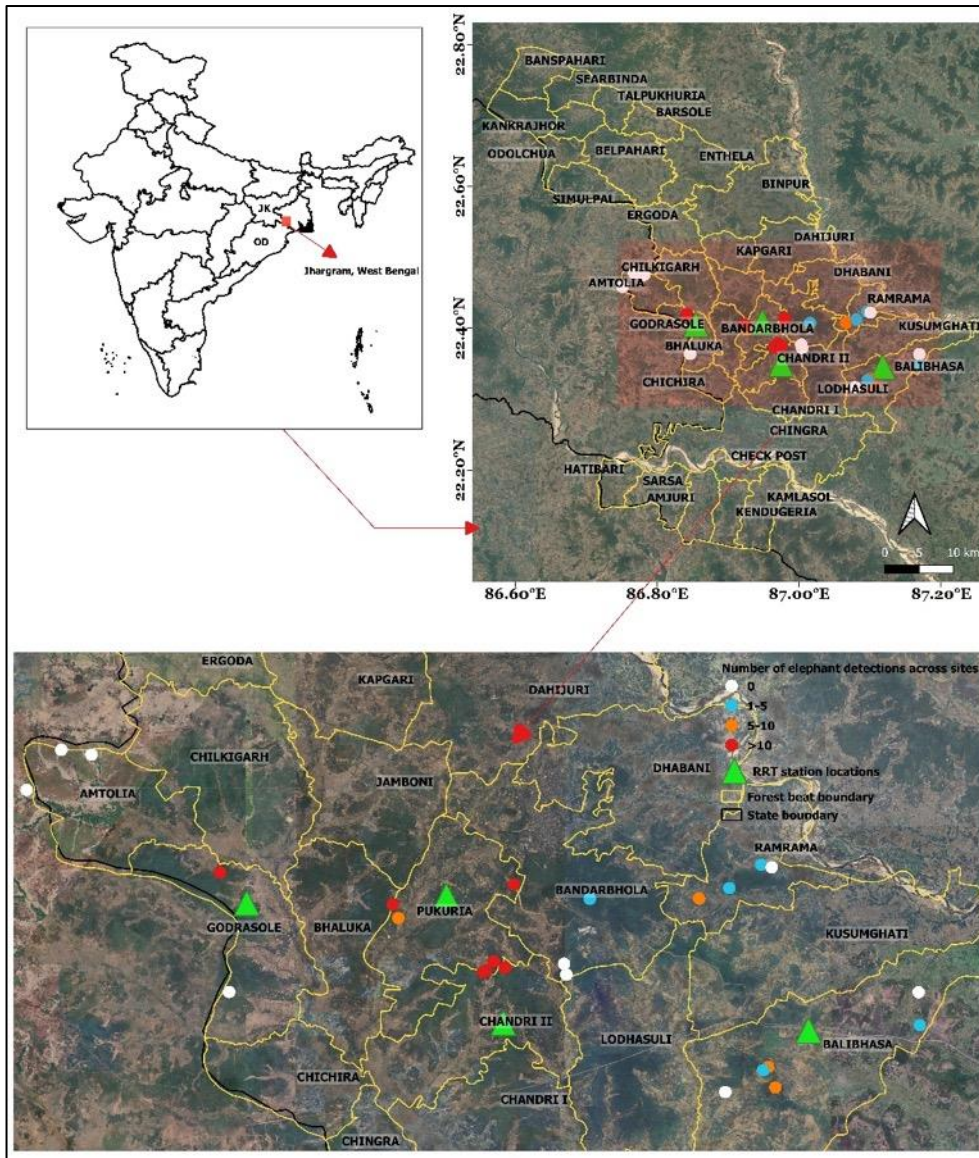 JK
OD
Jhargram, West Bengal
22.80°N
22.60°N
22.40°N
22.20°N
BANSPAHARI
SEARBINDA
TALPUKHURIA
BARSOLE
KANKRAJHOR
ODOLCHUA
BELPAHARI
ENTHELA
BINPUR
SIMULPAL
ERGODA
DAHIJURI
KAPGARI
CHILKIGARH
DHABANI
AMTOLIA
RAMRAMA
GODRASOLE
BANDARBHOLA
KUSUMGHATI
BHALUKA
CHANDRI II
BALIBHASA
CHICHIRA
LODHASULI
CHANDRI I
CHINGRA
CHECK POST
HATIBARI
SARSA
AMJURI
KAMLASOL
KENDUGERIA
0 5 10 km
86.60°E 86.80°E 87.00°E 87.20°E
ERGODA
KAPGARI
DAHIJURI
Number of elephant detections across sites
0
1-5
5-10
>10
RRT station locations
Forest beat boundary
State boundary
CHILKIGARH
DHABANI
JAMBONI
AMTOLIA
RAMRAMA
BANDARBHOLA
PUKURIA
GODRASOLE
BHALUKA
KUSUMGHATI
CHANDRI II
LODHASULI
BALIBHASA
CHICHIRA
CHANDRI I
CHINGRA